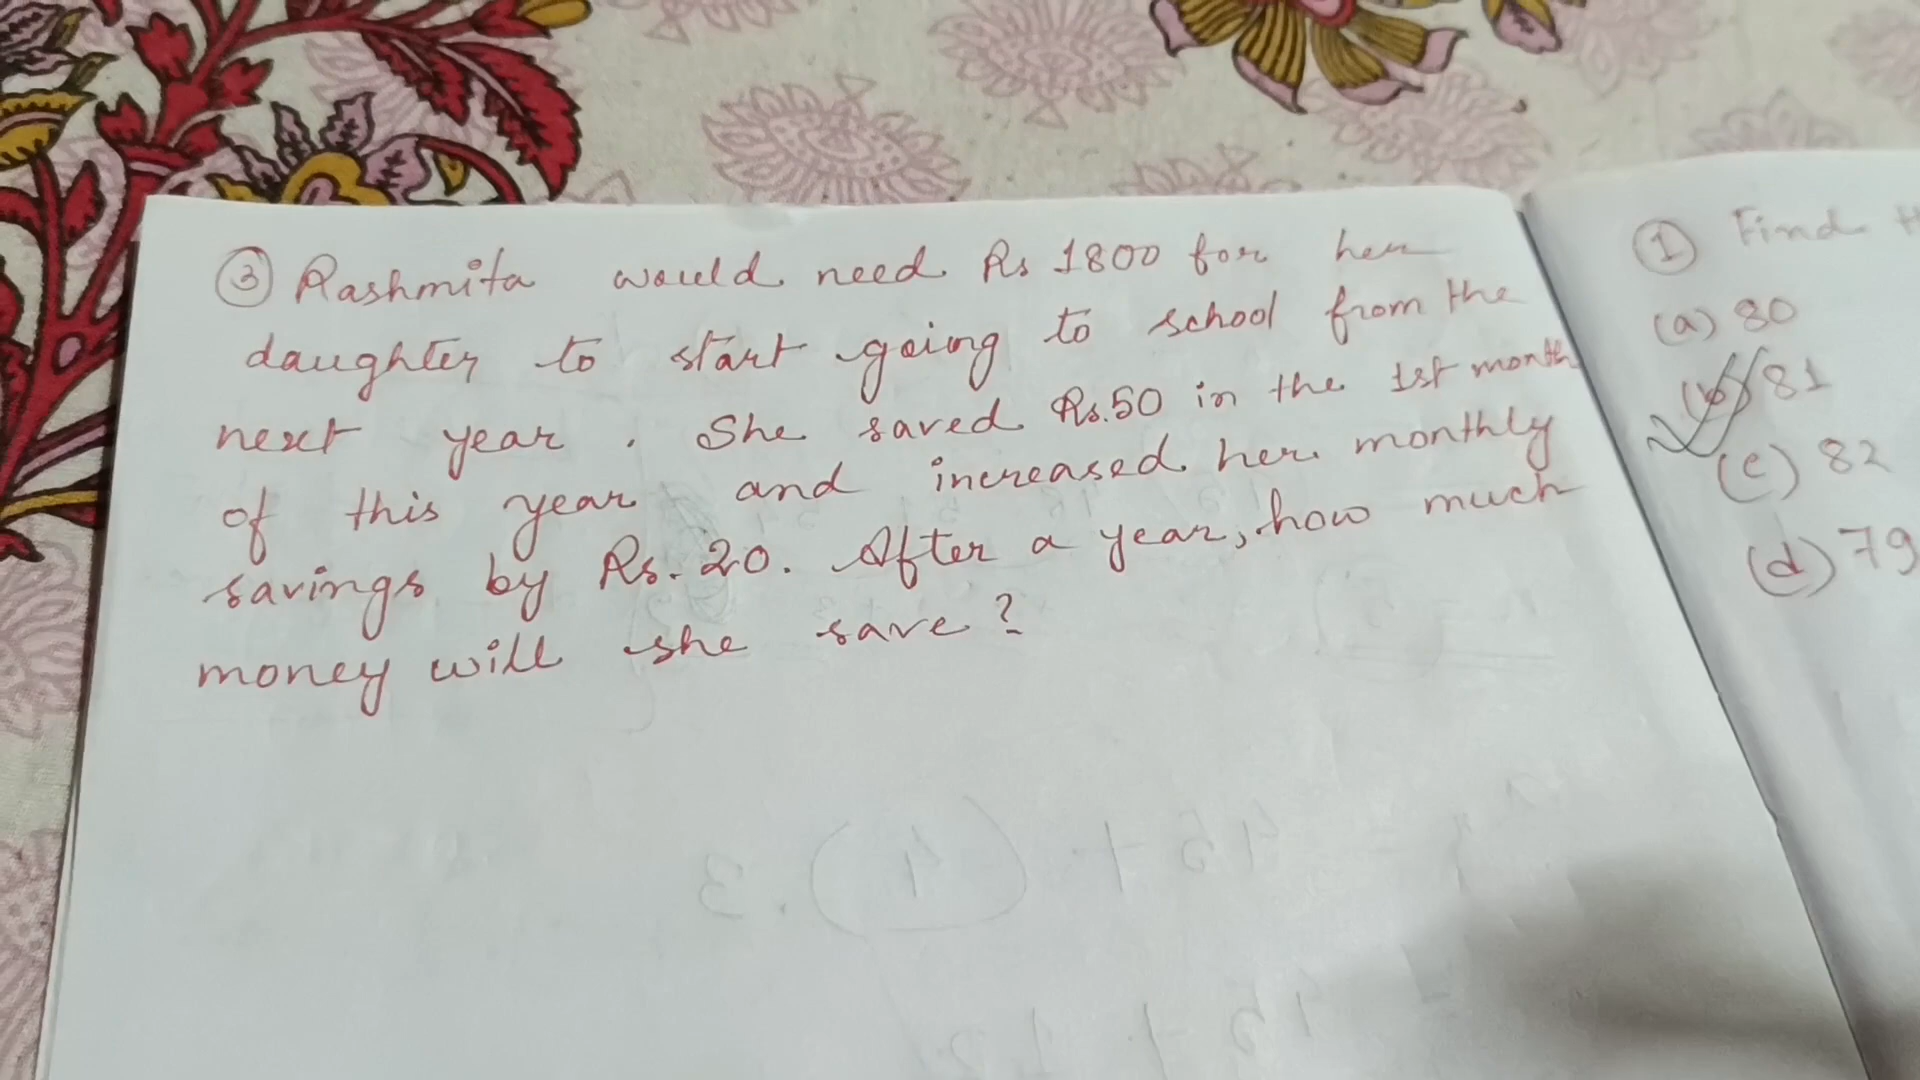 ③ Rashmita would need Rs 1800 for her
daughter to start going to school from the
next year. She saved Rs.50 in the 1st month
of this year and increased her monthly
savings by Rs. 20. After a year, how much
money will she save?
① Find
(a) 80
(b) 81
(c) 82
(d) 79